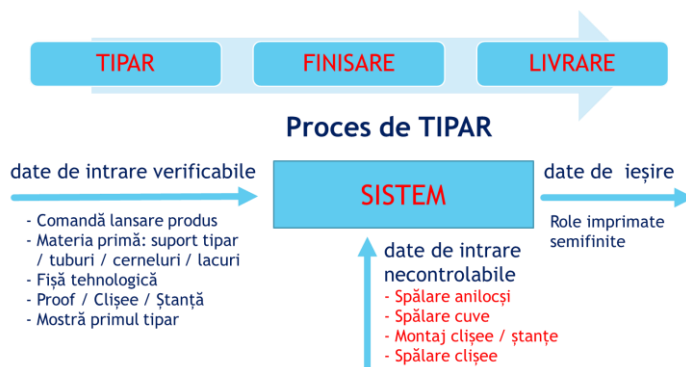 TIPAR
FINISARE
LIVRARE
Proces de TIPAR
date de intrare verificabile
- Comandă lansare produs
- Materia primă: suport tipar
/ tuburi / cerneluri / lacuri
- Fișă tehnologică
- Proof / Clișee / Ștanță
- Mostră primul tipar
SISTEM
date de ieșire
Role imprimate
semifinite
date de intrare
necontrolabile
- Spălare anilocși
- Spălare cuve
- Montaj clișee / ștanțe
- Spălare clișee